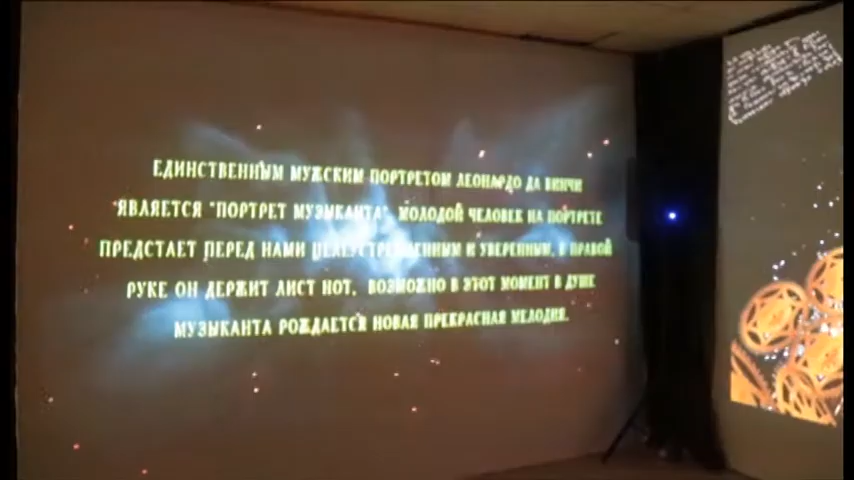 ЕДИНСТВЕННЫМ МУЖСКИМ ПОРТРЕТОМ ЛЕОНАРДО ДА ВИНЧИ
ЯВЛЯЕТСЯ "ПОРТРЕТ МУЗЫКАНТА". МОЛОДОЙ ЧЕЛОВЕК НА ПОРТРЕТЕ
ПРЕДСТАЕТ ПЕРЕД НАМИ ЦЕЛЕУСТРЕМЛЕННЫМ И УВЕРЕННЫМ. В ПРАВОЙ
РУКЕ ОН ДЕРЖИТ ЛИСТ НОТ. ВОЗМОЖНО В ЭТОТ МОМЕНТ В ДУШЕ
МУЗЫКАНТА РОЖДАЕТСЯ НОВАЯ ПРЕКРАСНАЯ МЕЛОДИЯ.